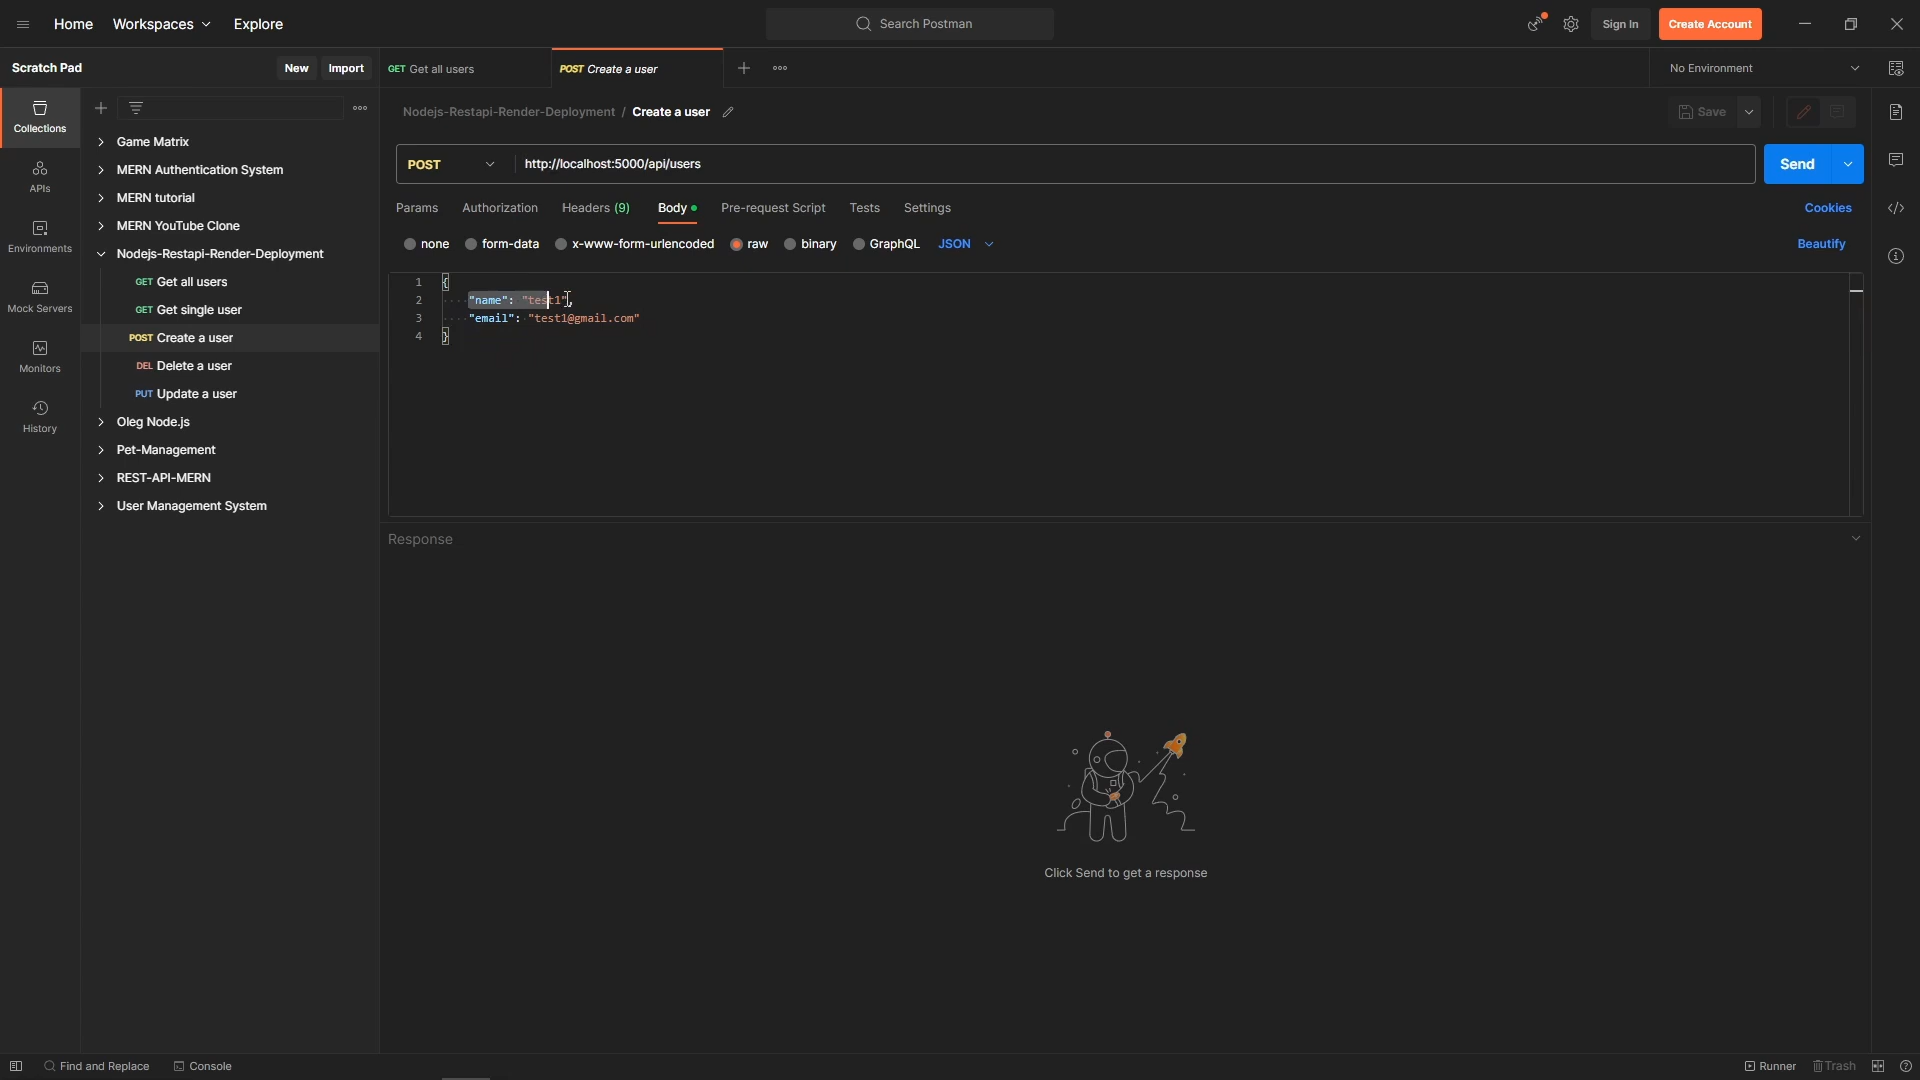 Home Workspaces Explore Search Postman Sign In Create Account
Scratch Pad New Import GET Get all users POST Create a user No Environment
Collections
APIs
Environments
Mock Servers
Monitors
History
Game Matrix
MERN Authentication System
MERN tutorial
MERN YouTube Clone
Nodejs-Restapi-Render-Deployment
GET Get all users
GET Get single user
POST Create a user
DEL Delete a user
PUT Update a user
Oleg Node.js
Pet-Management
REST-API-MERN
User Management System
Nodejs-Restapi-Render-Deployment / Create a user Save
POST http://localhost:5000/api/users Send
Params Authorization Headers (9) Body Pre-request Script Tests Settings Cookies
none form-data x-www-form-urlencoded raw binary GraphQL JSON Beautify
1 {
2 "name": "test1",
3 "email": "test1@gmail.com"
4 }
Response
Click Send to get a response
Find and Replace Console Runner Trash